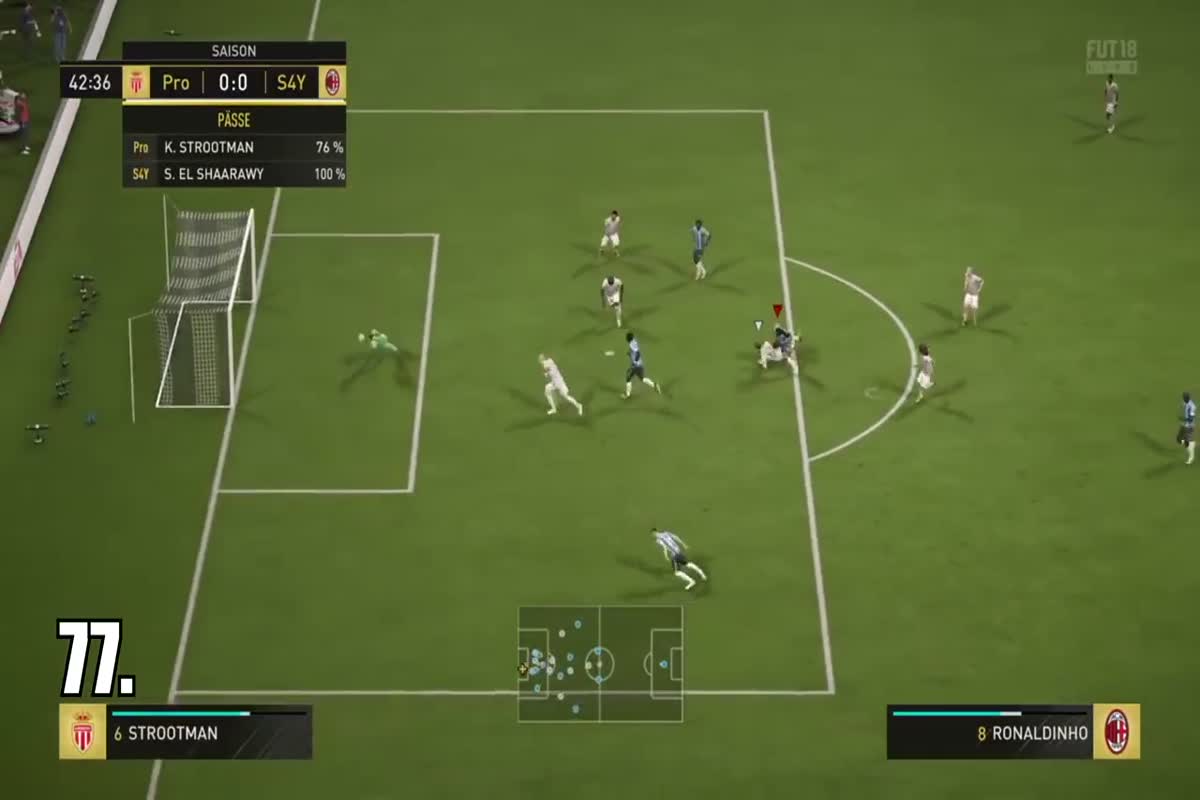 SAISON
42:36 Pro 0:0 S4Y
PÄSSE
Pro K. STROOTMAN 76 %
S4Y S. EL SHAARAWY 100 %
FUT 18
77.
6 STROOTMAN
8 RONALDINHO